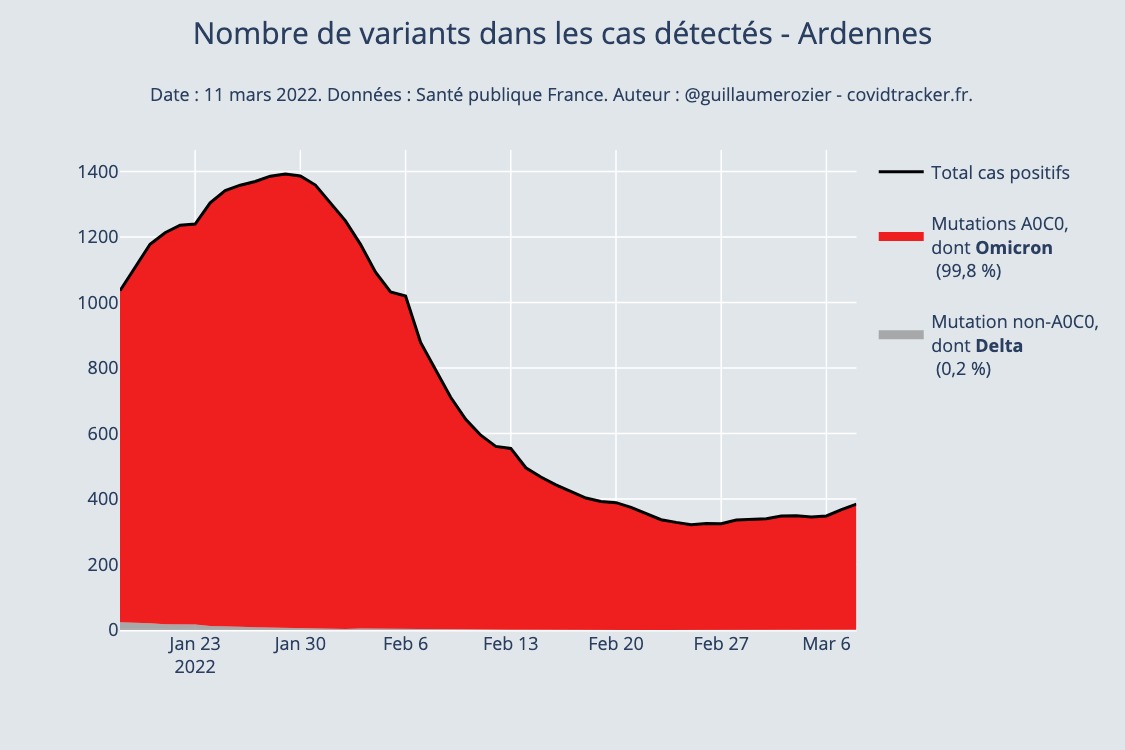 Nombre de variants dans les cas détectés - Ardennes
Date : 11 mars 2022. Données : Santé publique France. Auteur : @guillaumerozier - covidtracker.fr.
1400
1200
1000
800
600
400
200
0
Jan 23
2022
Jan 30
Feb 6
Feb 13
Feb 20
Feb 27
Mar 6
Total cas positifs
Mutations A0C0,
dont Omicron
(99,8 %)
Mutation non-A0C0,
dont Delta
(0,2 %)